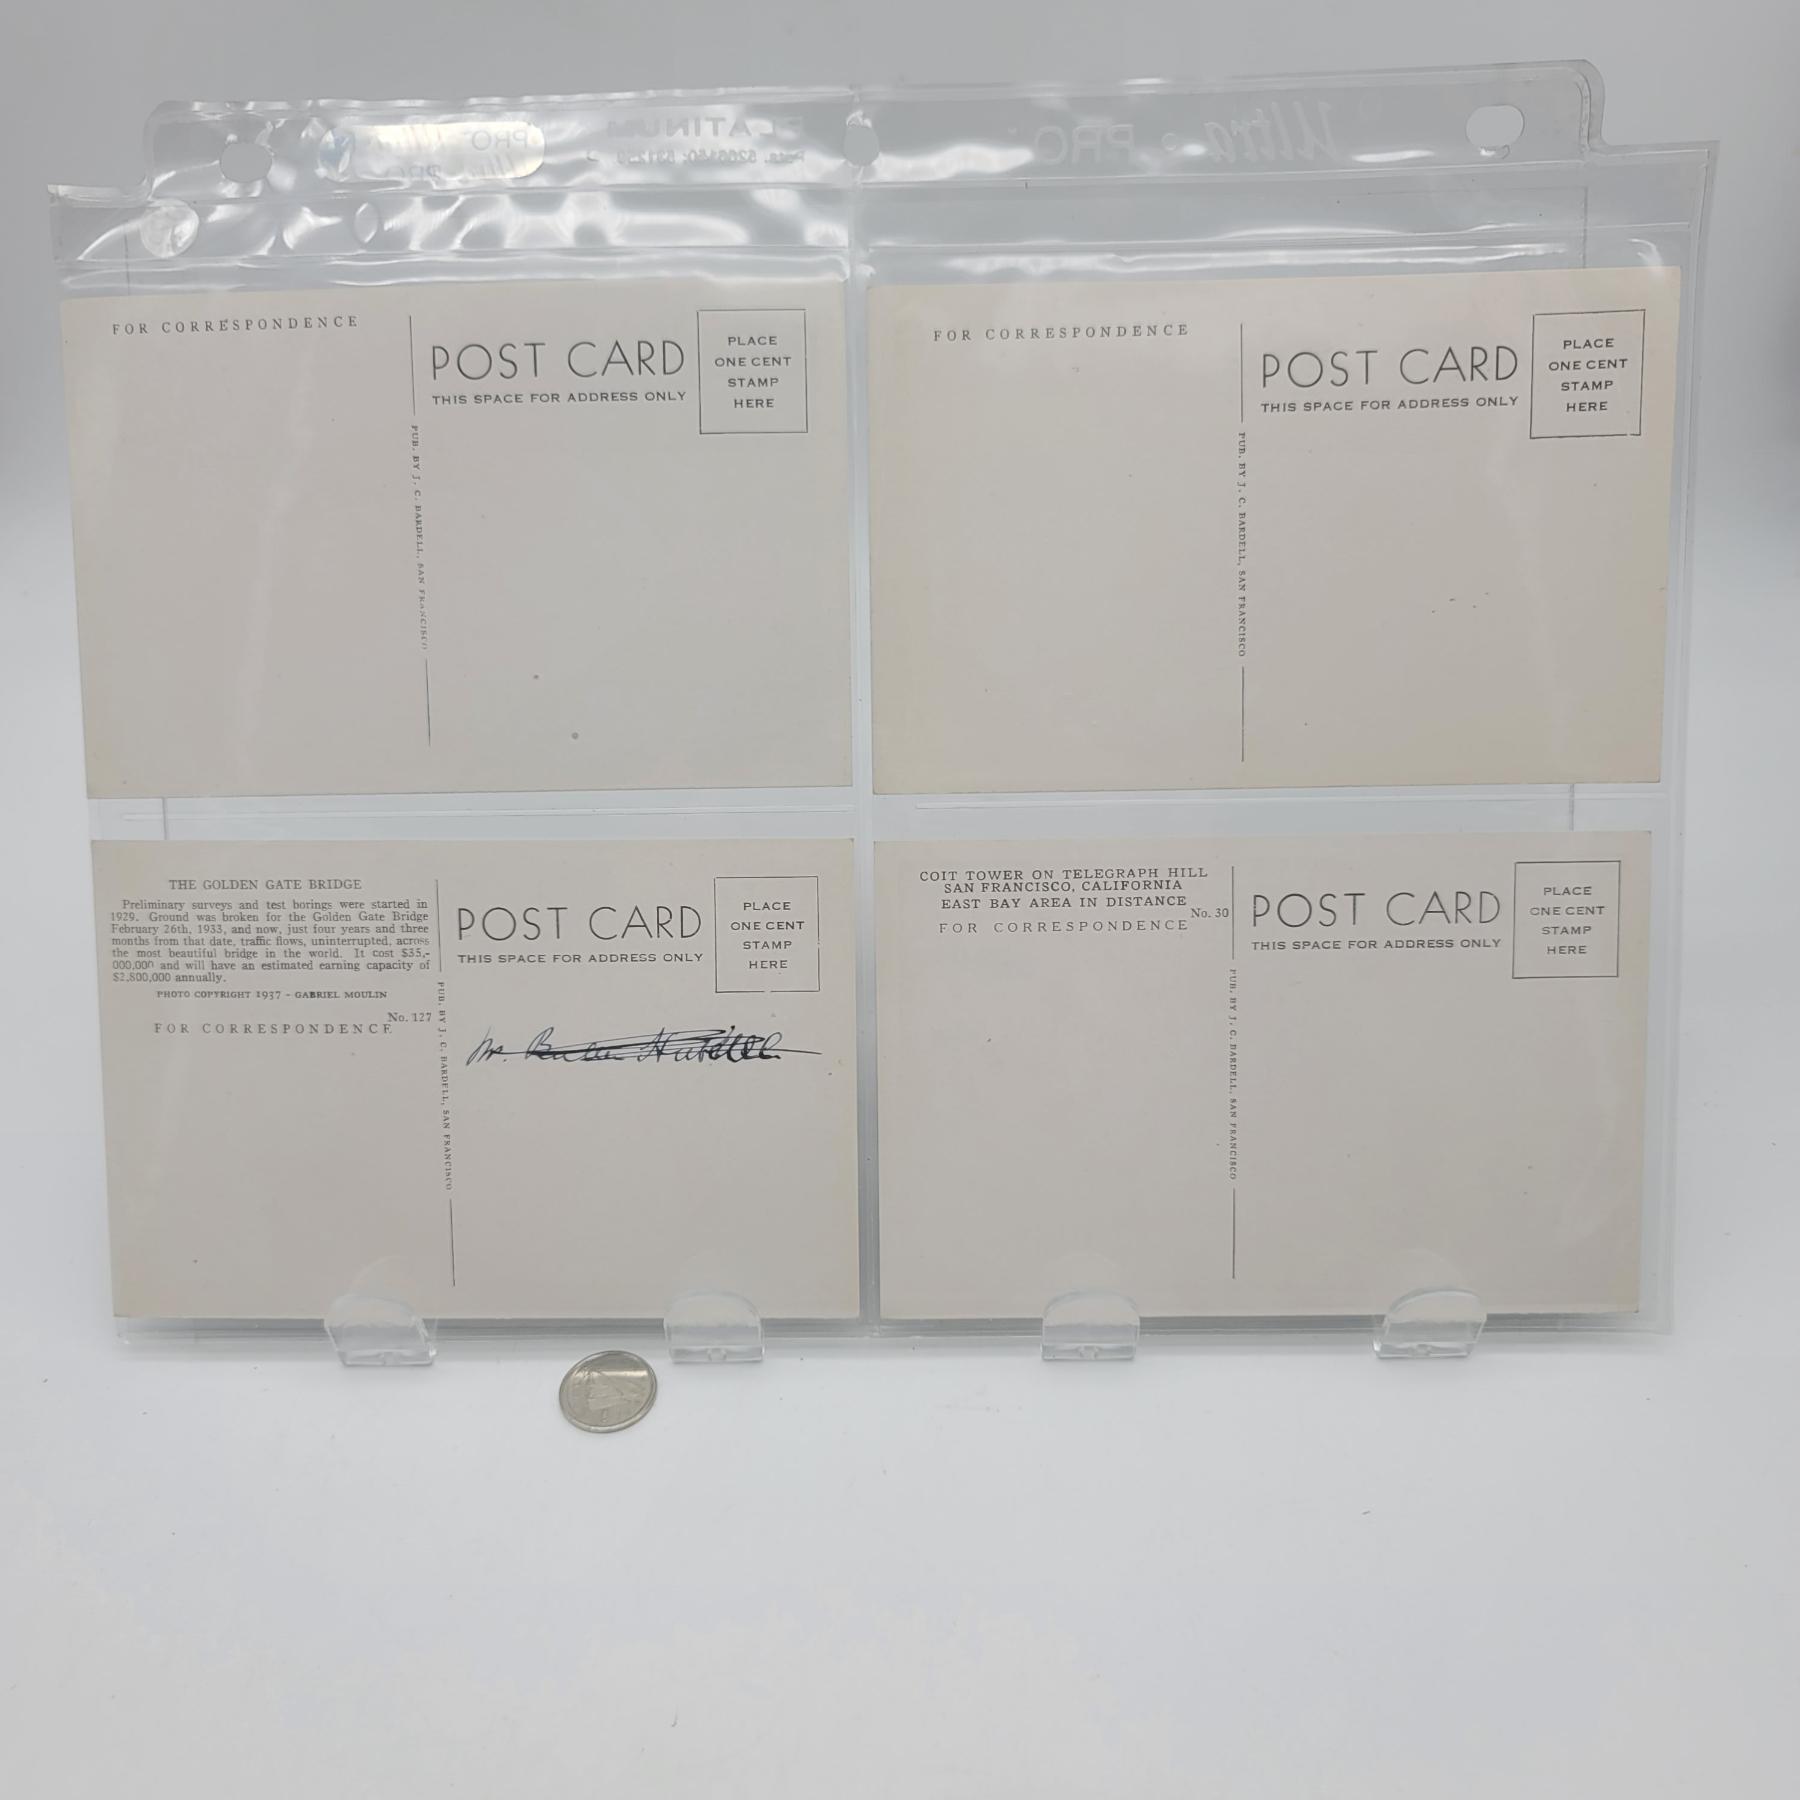 Ultra PRO
PLATINUM
PRO
FOR CORRESPONDENCE
POST CARD
THIS SPACE FOR ADDRESS ONLY
PLACE
ONE CENT
STAMP
HERE
PUB. BY J. C. BARDELL, SAN FRANCISCO
FOR CORRESPONDENCE
POST CARD
THIS SPACE FOR ADDRESS ONLY
PLACE
ONE CENT
STAMP
HERE
PUB. BY J. C. BARDELL, SAN FRANCISCO
THE GOLDEN GATE BRIDGE
Preliminary surveys and test borings were started in
1929. Ground was broken for the Golden Gate Bridge
February 26th, 1933, and now, just four years and three
months from that date, traffic flows, uninterrupted, across
the most beautiful bridge in the world. It cost $35,-
000,000 and will have an estimated earning capacity of
$2,800,000 annually.
PHOTO COPYRIGHT 1937 - GABRIEL MOULIN
No. 127
FOR CORRESPONDENCE
POST CARD
THIS SPACE FOR ADDRESS ONLY
PLACE
ONE CENT
STAMP
HERE
PUB. BY J. C. BARDELL, SAN FRANCISCO
COIT TOWER ON TELEGRAPH HILL
SAN FRANCISCO, CALIFORNIA
EAST BAY AREA IN DISTANCE
No. 30
FOR CORRESPONDENCE
POST CARD
THIS SPACE FOR ADDRESS ONLY
PLACE
ONE CENT
STAMP
HERE
PUB. BY J. C. BARDELL, SAN FRANCISCO